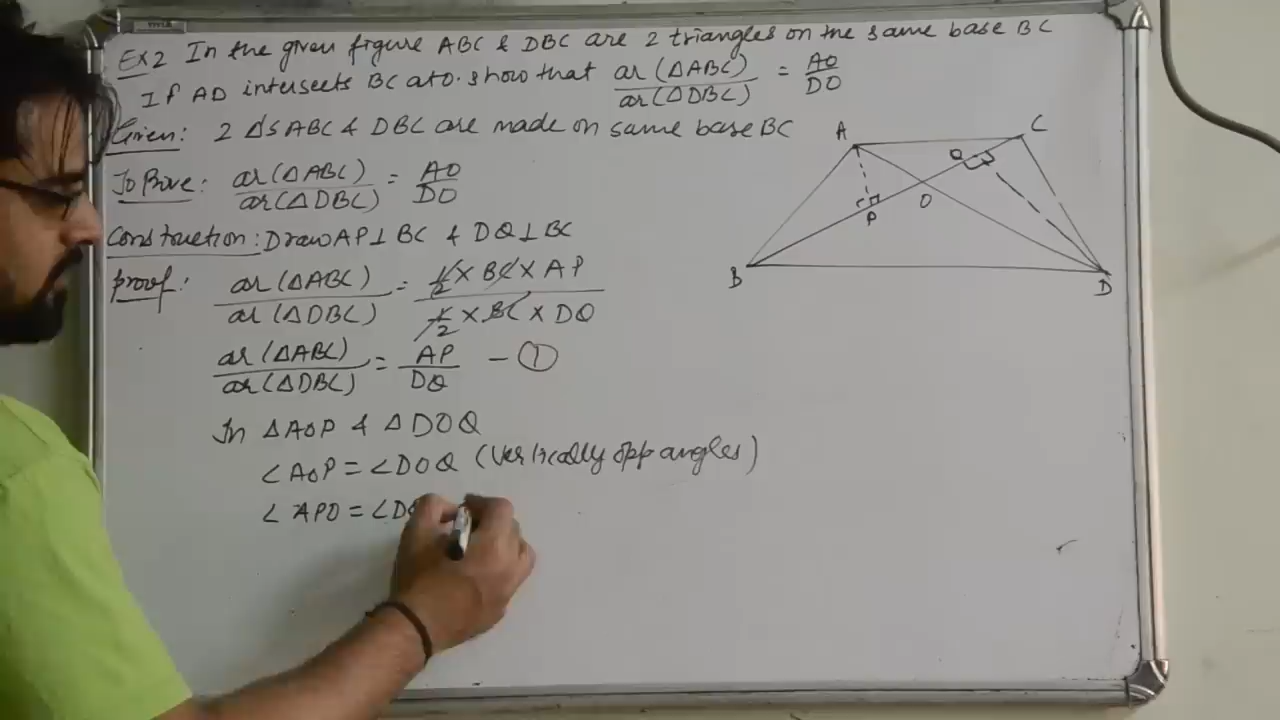 Ex 2 In the given figure ABC & DBC are 2 triangles on the same base BC
If AD intersects BC at O. show that ar(ΔABC)/ar(ΔDBC) = AO/DO
Given: 2 Δs ABC & DBC are made on same base BC
To Prove: ar(ΔABC)/ar(ΔDBC) = AO/DO
Construction: Draw AP⊥BC & DQ⊥BC
Proof: ar(ΔABC)/ar(ΔDBC) = 1/2 × BC × AP / 1/2 × BC × DQ
ar(ΔABC)/ar(ΔDBC) = AP/DQ – ①
In ΔAOP & ΔDOQ
∠AOP = ∠DOQ (Vertically opp angles)
∠APO = ∠DQ
A
C
Q
P
O
B
D